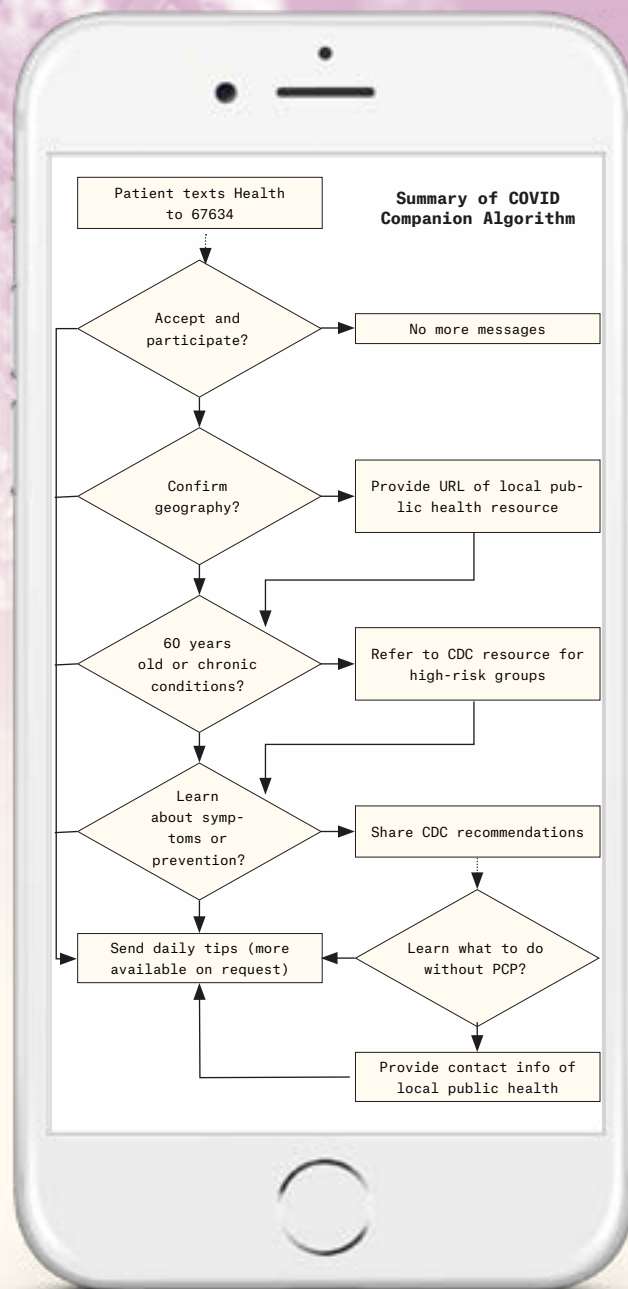 Patient texts Health
to 67634
Summary of COVID
Companion Algorithm
Accept and
participate?
No more messages
Confirm
geography?
Provide URL of local pub-
lic health resource
60 years
old or chronic
conditions?
Refer to CDC resource for
high-risk groups
Learn
about symp-
toms or
prevention?
Share CDC recommendations
Send daily tips (more
available on request)
Learn what to do
without PCP?
Provide contact info of
local public health